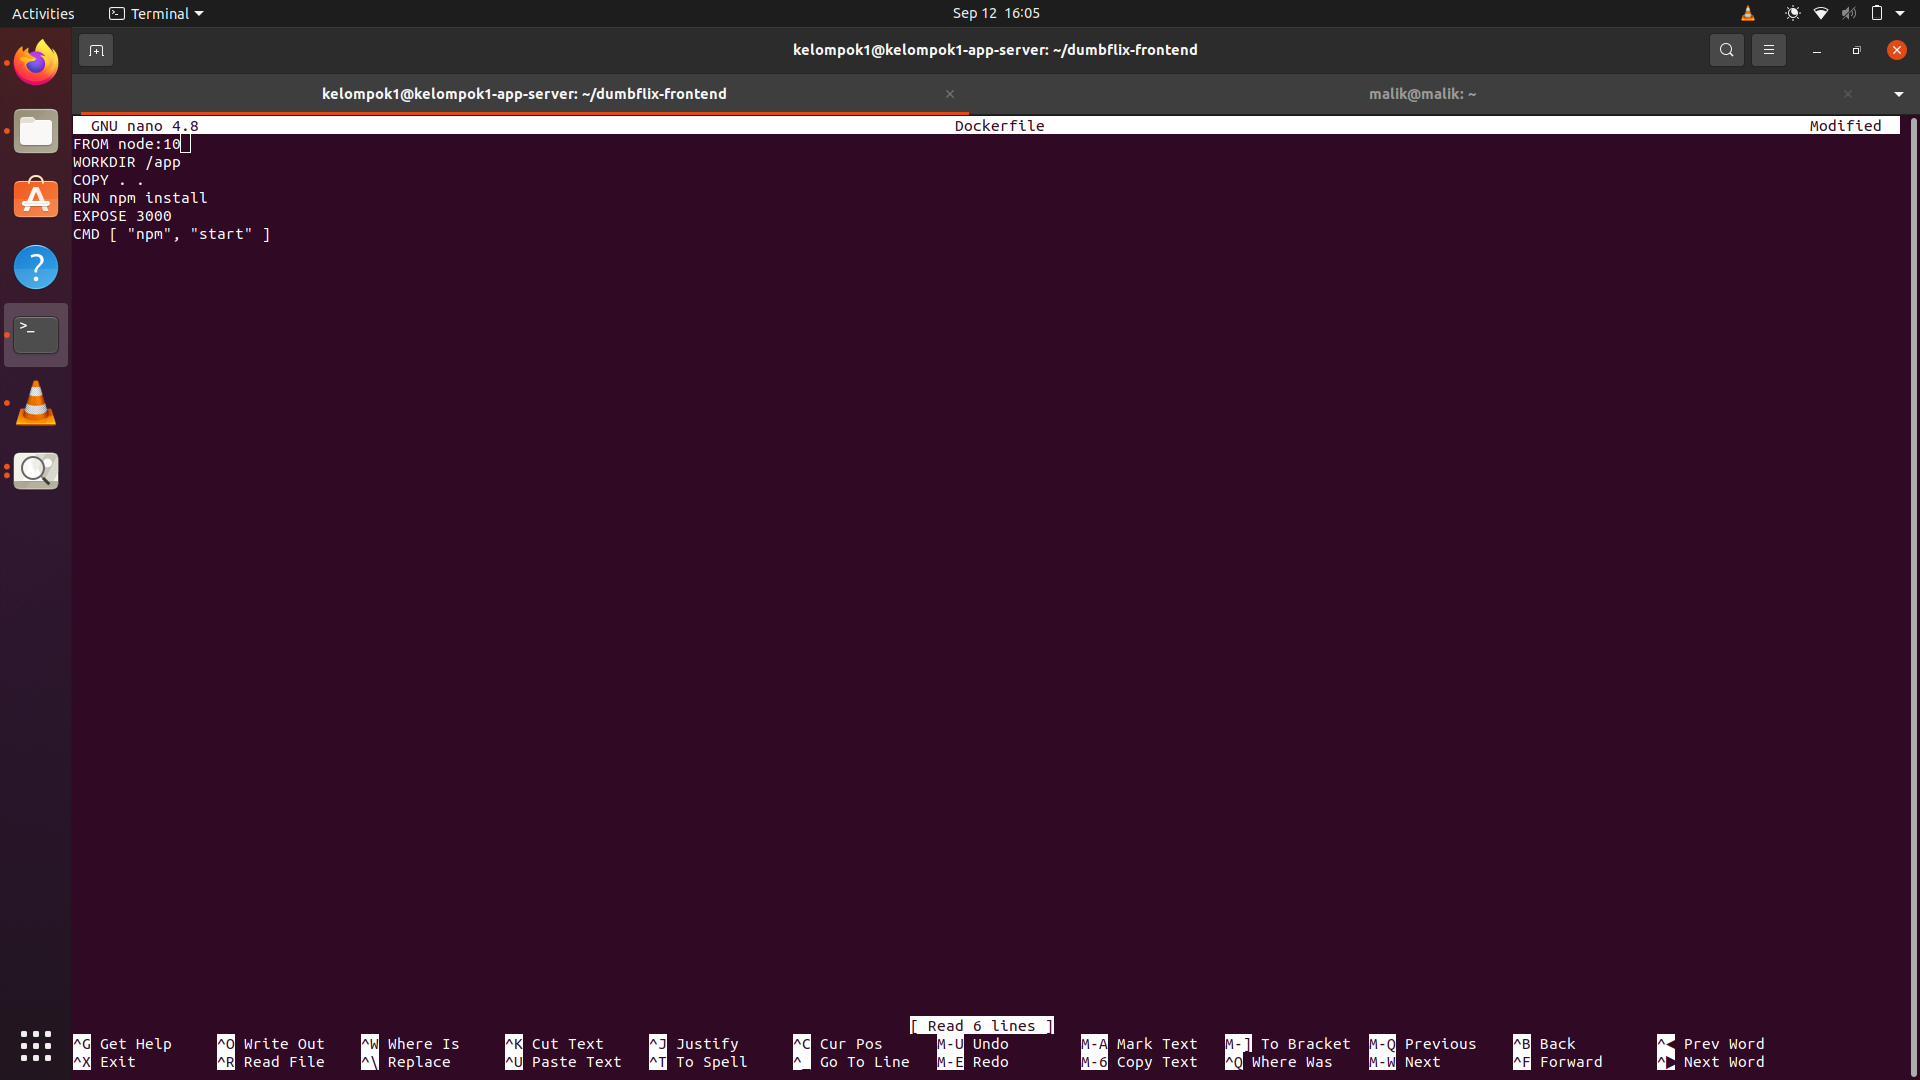 Activities Terminal Sep 12 16:05
kelompok1@kelompok1-app-server: ~/dumbflix-frontend
kelompok1@kelompok1-app-server: ~/dumbflix-frontend malik@malik: ~
GNU nano 4.8 Dockerfile Modified
FROM node:10
WORKDIR /app
COPY . .
RUN npm install
EXPOSE 3000
CMD [ "npm", "start" ]
[ Read 6 lines ]
^G Get Help ^O Write Out ^W Where Is ^K Cut Text ^J Justify ^C Cur Pos M-U Undo M-A Mark Text M-] To Bracket M-Q Previous ^B Back ^◀ Prev Word
^X Exit ^R Read File ^\ Replace ^U Paste Text ^T To Spell ^_ Go To Line M-E Redo M-6 Copy Text ^Q Where Was M-W Next ^F Forward ^▶ Next Word